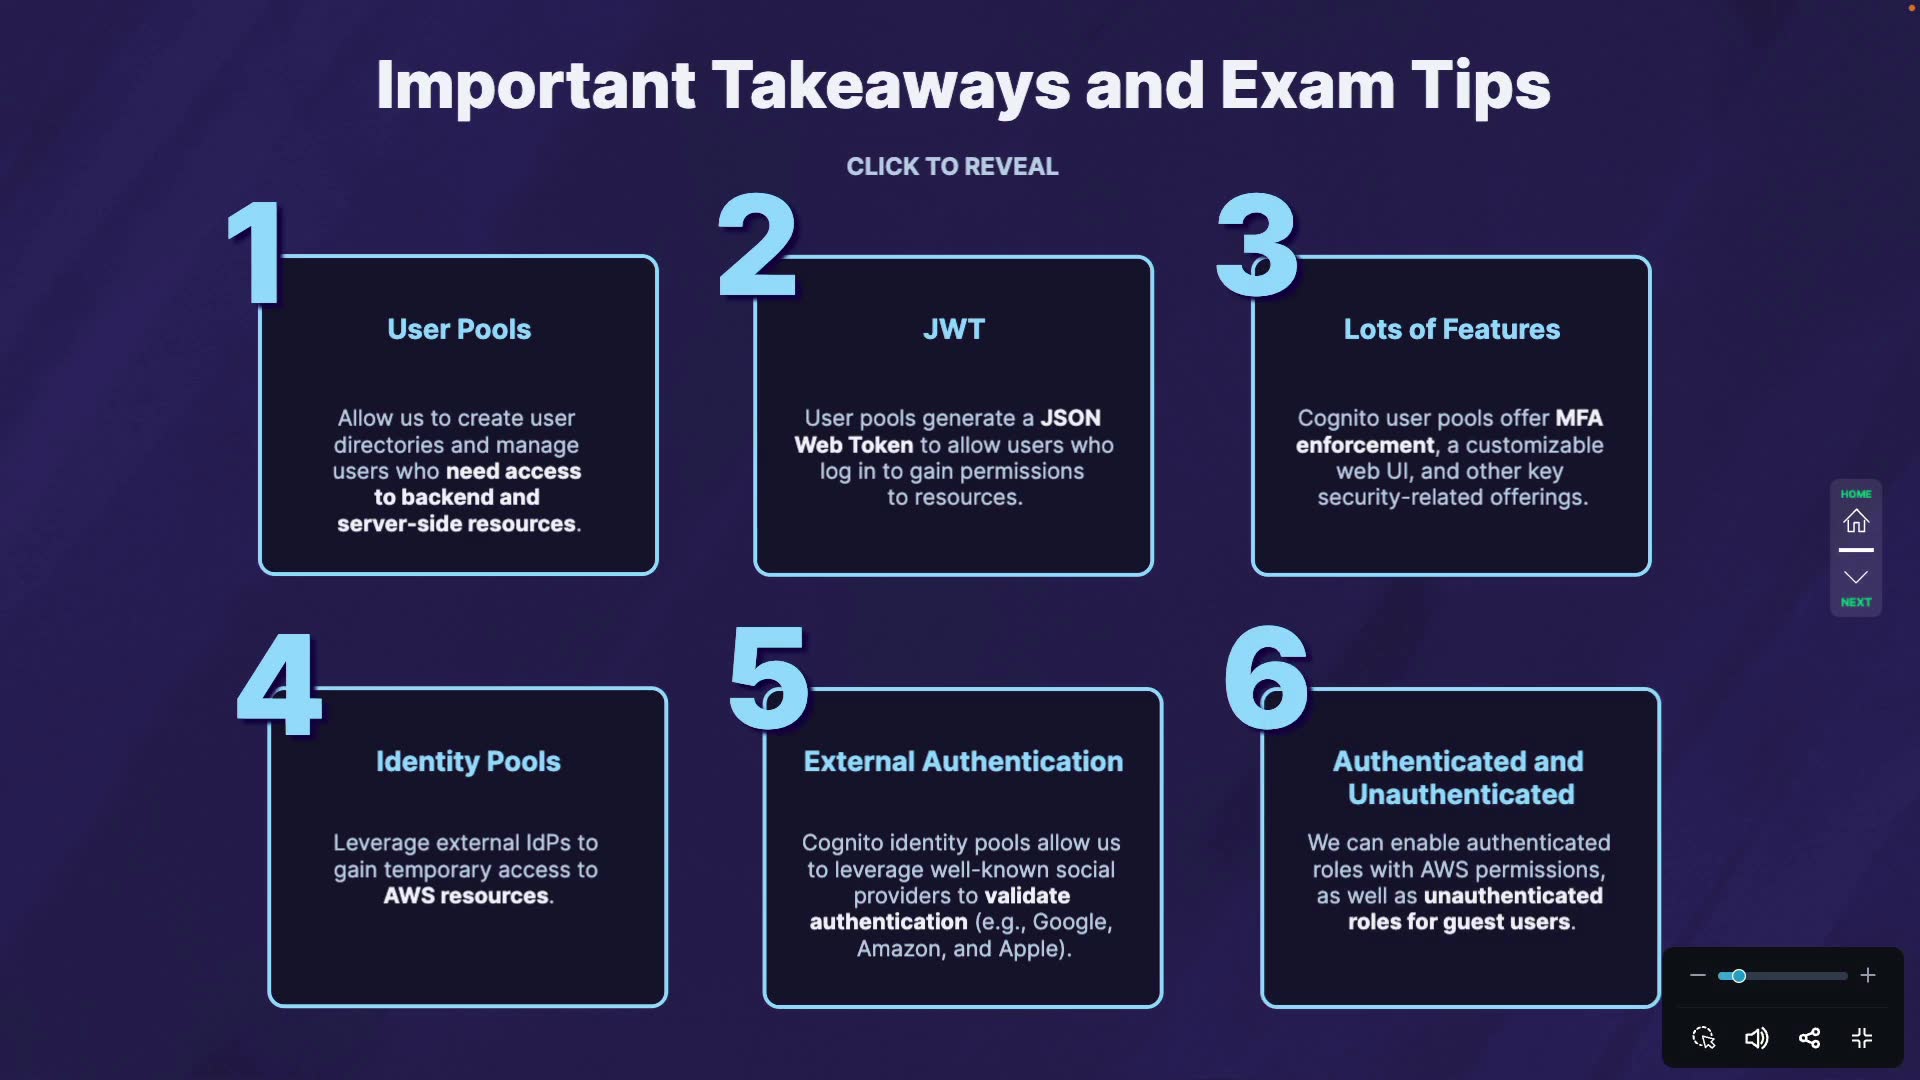 Important Takeaways and Exam Tips
CLICK TO REVEAL
1
User Pools
Allow us to create user
directories and manage
users who need access
to backend and
server-side resources.
2
JWT
User pools generate a JSON
Web Token to allow users who
log in to gain permissions
to resources.
3
Lots of Features
Cognito user pools offer MFA
enforcement, a customizable
web UI, and other key
security-related offerings.
4
Identity Pools
Leverage external IdPs to
gain temporary access to
AWS resources.
5
External Authentication
Cognito identity pools allow us
to leverage well-known social
providers to validate
authentication (e.g., Google,
Amazon, and Apple).
6
Authenticated and
Unauthenticated
We can enable authenticated
roles with AWS permissions,
as well as unauthenticated
roles for guest users.
HOME
NEXT